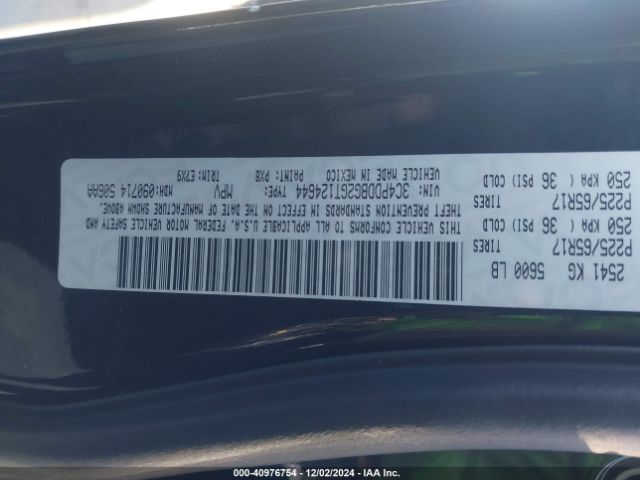 2541 KG 5600 LB
P225/65R17 TIRES
250 KPA ( 36 PSI) COLD
P225/65R17 TIRES
250 KPA ( 36 PSI) COLD
THIS VEHICLE CONFORMS TO ALL APPLICABLE U.S.A. FEDERAL MOTOR VEHICLE SAFETY AND
THEFT PREVENTION STANDARDS IN EFFECT ON THE DATE OF MANUFACTURE SHOWN ABOVE.
VIN: 3C4PDDBG2GT124644 TYPE: MPV MDH:090714 506AA
VEHICLE MADE IN MEXICO PAINT: PXB TRIM: E7X9
000-40976754 - 12/02/2024 - IAA Inc.